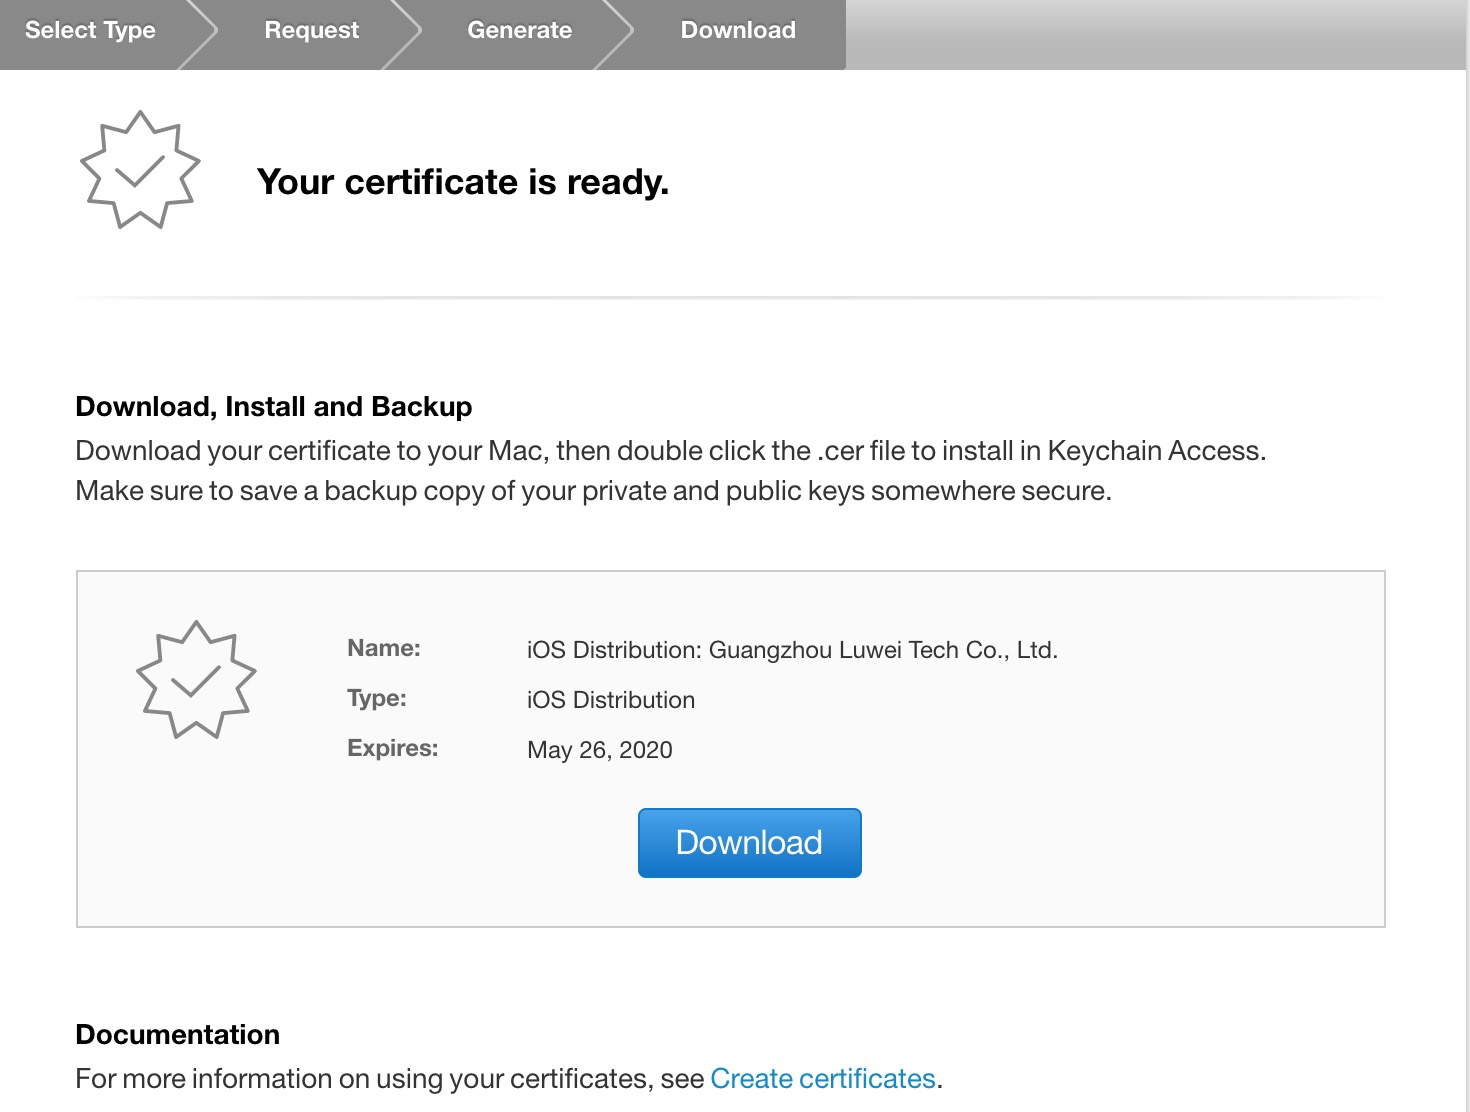 Select Type
Request
Generate
Download
Your certificate is ready.
Download, Install and Backup
Download your certificate to your Mac, then double click the .cer file to install in Keychain Access.
Make sure to save a backup copy of your private and public keys somewhere secure.
Name: iOS Distribution: Guangzhou Luwei Tech Co., Ltd.
Type: iOS Distribution
Expires: May 26, 2020
Download
Documentation
For more information on using your certificates, see Create certificates.